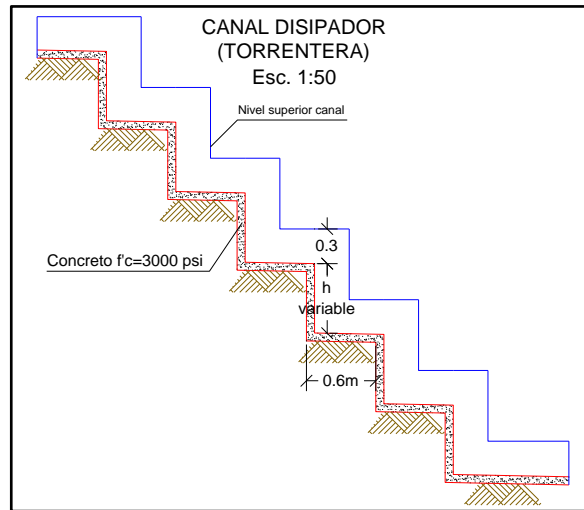 CANAL DISIPADOR
(TORRENTERA)
Esc. 1:50
Nivel superior canal
0.3
Concreto f'c=3000 psi
h
variable
0.6m